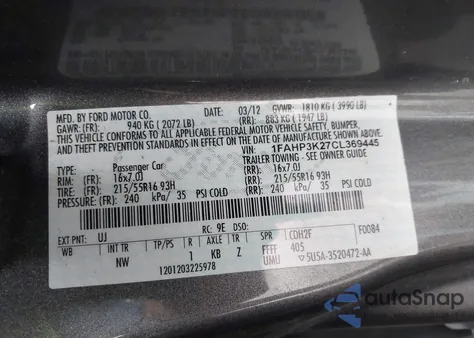 MFD. BY FORD MOTOR CO. DATE: 03/12 GVWR: 1810 KG ( 3990 LB)
GAWR: (FR): 940 KG ( 2072 LB) (RR): 883 KG ( 1947 LB)
THIS VEHICLE CONFORMS TO ALL APPLICABLE FEDERAL MOTOR VEHICLE SAFETY, BUMPER,
AND THEFT PREVENTION STANDARDS IN EFFECT ON THE DATE OF MANUFACTURE SHOWN ABOVE.
VEHICLE IDENTIFICATION NO.: 1FAHP3K27CL369445
TYPE: Passenger Car TRAILER TOWING - SEE OWNER GUIDE
RIM: (FR): 16x7.0J (RR): 16x7.0J
TIRE: (FR): 215/55R16 93H 215/55R16 93H
PRESSURE: (FR): 240 kPa/ 35 PSI COLD (RR): 240 kPa/ 35 PSI COLD
EXT PNT: UJ RC: 9E DSO: F0084
WB INT TR TP/PS R AXLE TR SPR CDH2F
NW 1 KB Z FFFF 405
1201203225978 UMU 5U5A-3520472-AA
autoSnap